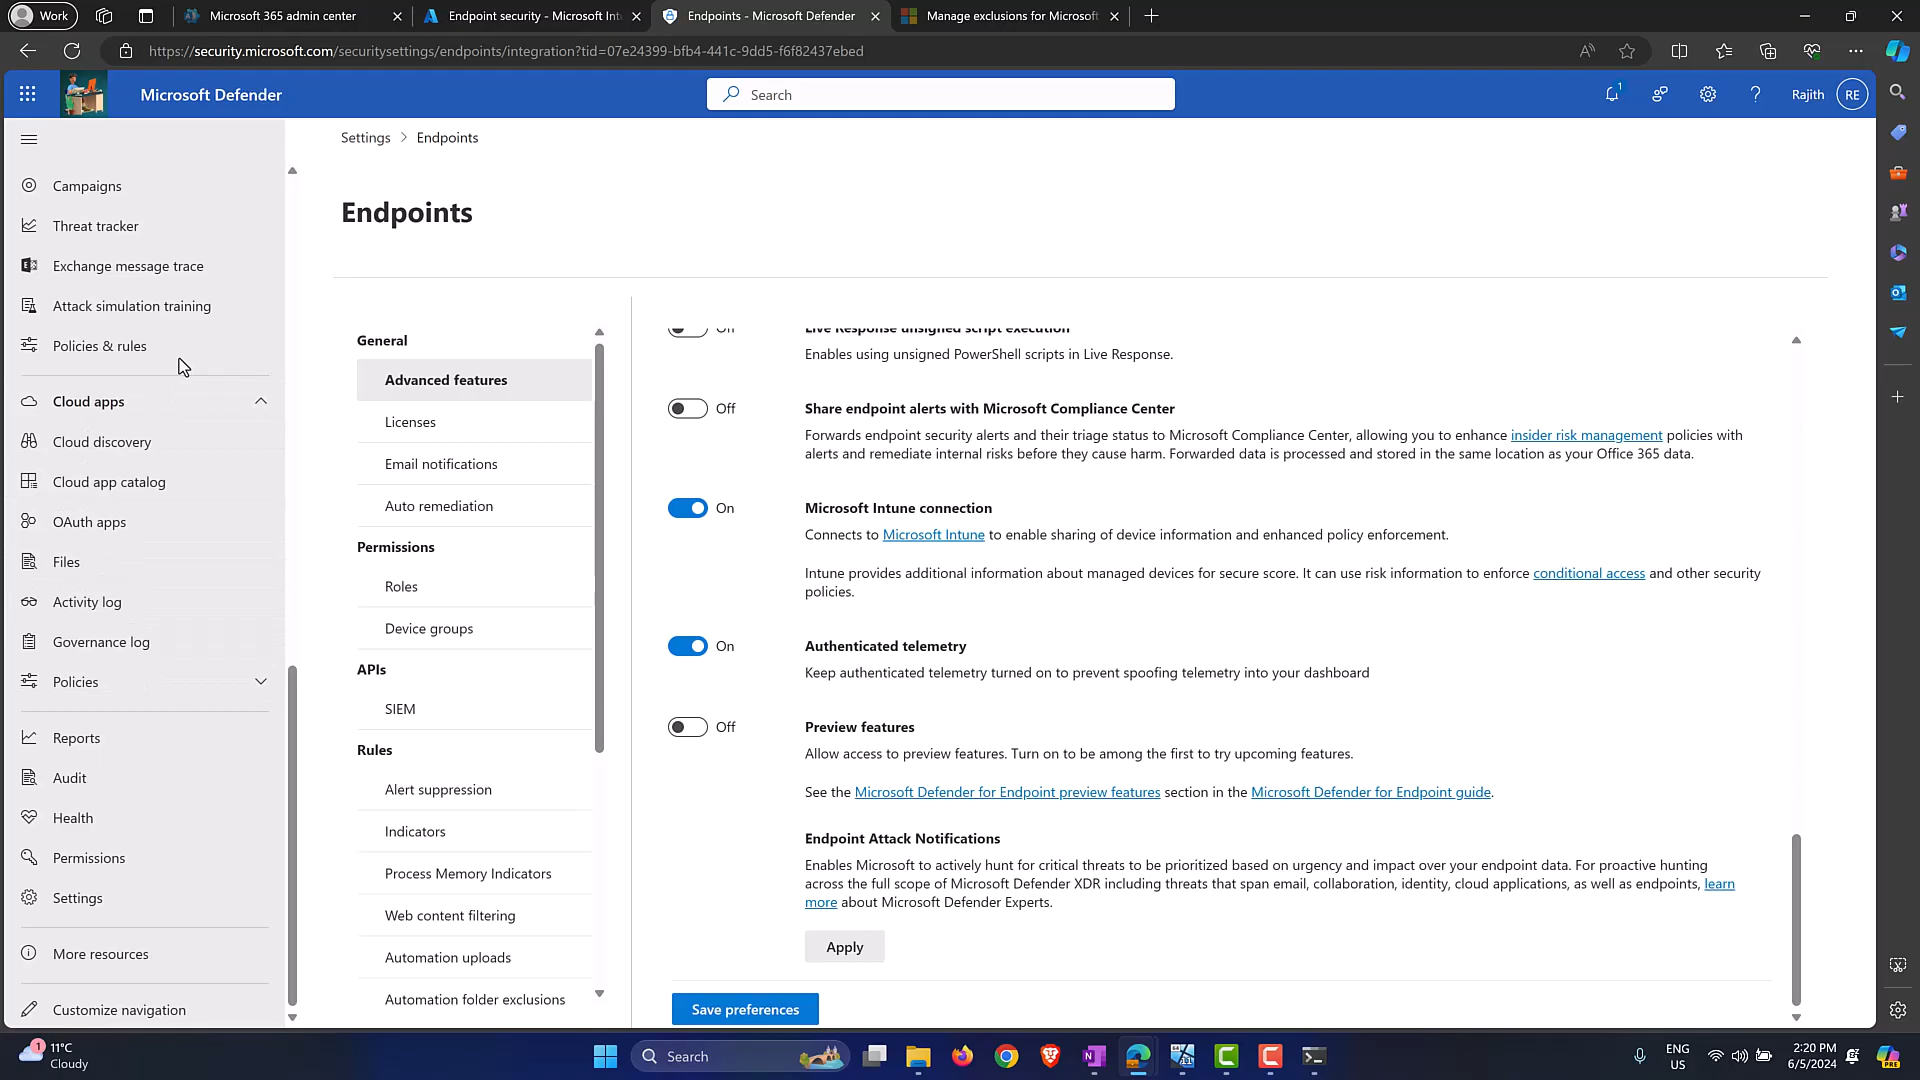 Work
Microsoft 365 admin center
Endpoint security - Microsoft Int
Endpoints - Microsoft Defender
Manage exclusions for Microsoft
https://security.microsoft.com/securitysettings/endpoints/integration?tid=07e24399-bfb4-441c-9dd5-f6f82437ebed
Microsoft Defender
Search
1
Rajith
RE
Settings > Endpoints
Endpoints
Campaigns
Threat tracker
Exchange message trace
Attack simulation training
Policies & rules
Cloud apps
Cloud discovery
Cloud app catalog
OAuth apps
Files
Activity log
Governance log
Policies
Reports
Audit
Health
Permissions
Settings
More resources
Customize navigation
General
Advanced features
Licenses
Email notifications
Auto remediation
Permissions
Roles
Device groups
APIs
SIEM
Rules
Alert suppression
Indicators
Process Memory Indicators
Web content filtering
Automation uploads
Automation folder exclusions
Off
Live Response unsigned script execution
Enables using unsigned PowerShell scripts in Live Response.
Off
Share endpoint alerts with Microsoft Compliance Center
Forwards endpoint security alerts and their triage status to Microsoft Compliance Center, allowing you to enhance insider risk management policies with
alerts and remediate internal risks before they cause harm. Forwarded data is processed and stored in the same location as your Office 365 data.
On
Microsoft Intune connection
Connects to Microsoft Intune to enable sharing of device information and enhanced policy enforcement.
Intune provides additional information about managed devices for secure score. It can use risk information to enforce conditional access and other security
policies.
On
Authenticated telemetry
Keep authenticated telemetry turned on to prevent spoofing telemetry into your dashboard
Off
Preview features
Allow access to preview features. Turn on to be among the first to try upcoming features.
See the Microsoft Defender for Endpoint preview features section in the Microsoft Defender for Endpoint guide.
Endpoint Attack Notifications
Enables Microsoft to actively hunt for critical threats to be prioritized based on urgency and impact over your endpoint data. For proactive hunting
across the full scope of Microsoft Defender XDR including threats that span email, collaboration, identity, cloud applications, as well as endpoints, learn
more about Microsoft Defender Experts.
Apply
Save preferences
1
11°C
Cloudy
Search
ENG
US
2:20 PM
6/5/2024
PRE